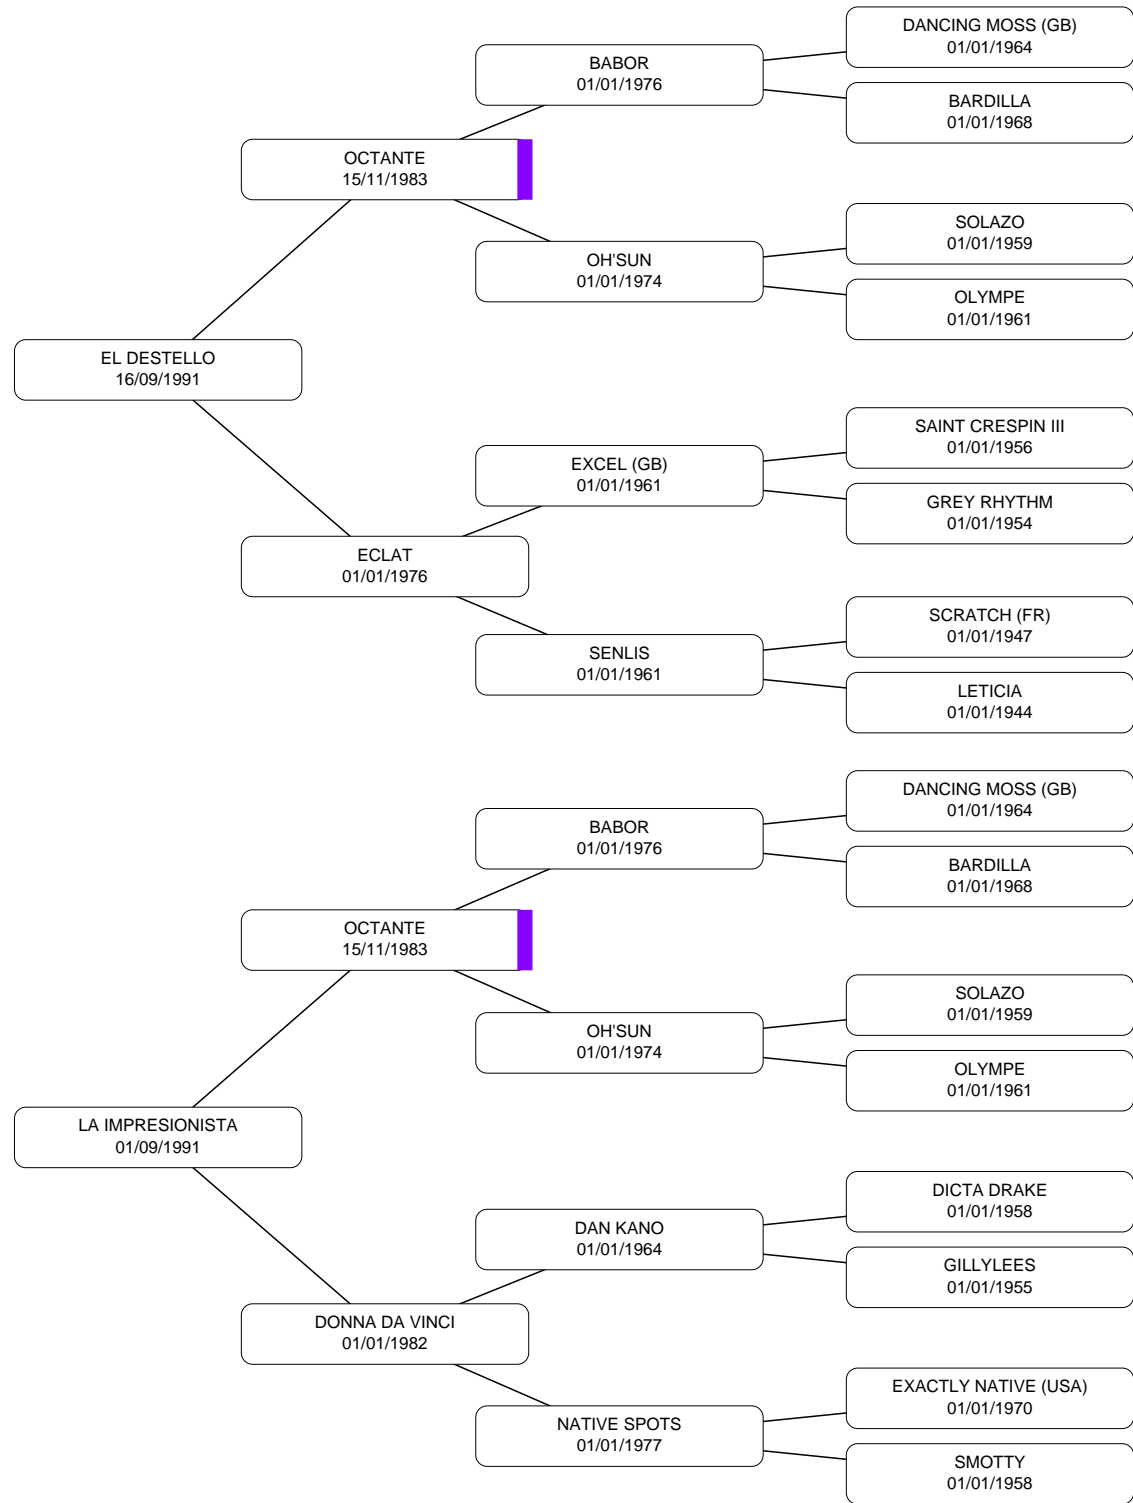 DANCING MOSS (GB)
01/01/1964
BABOR
01/01/1976
BARDILLA
01/01/1968
OCTANTE
15/11/1983
SOLAZO
01/01/1959
OH'SUN
01/01/1974
OLYMPE
01/01/1961
EL DESTELLO
16/09/1991
SAINT CRESPIN III
01/01/1956
EXCEL (GB)
01/01/1961
GREY RHYTHM
01/01/1954
ECLAT
01/01/1976
SCRATCH (FR)
01/01/1947
SENLIS
01/01/1961
LETICIA
01/01/1944
DANCING MOSS (GB)
01/01/1964
BABOR
01/01/1976
BARDILLA
01/01/1968
OCTANTE
15/11/1983
SOLAZO
01/01/1959
OH'SUN
01/01/1974
OLYMPE
01/01/1961
LA IMPRESIONISTA
01/09/1991
DICTA DRAKE
01/01/1958
DAN KANO
01/01/1964
GILLYLEES
01/01/1955
DONNA DA VINCI
01/01/1982
EXACTLY NATIVE (USA)
01/01/1970
NATIVE SPOTS
01/01/1977
SMOTTY
01/01/1958